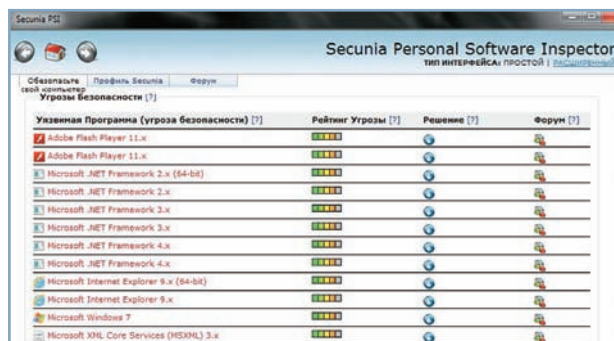 Secunia PSI
Secunia Personal Software Inspector
ТИП ИНТЕРФЕЙСА: ПРОСТОЙ | РАСШИРЕННЫЙ
Обезопасьте свой компьютер
Профиль Secunia
Форум
Угрозы Безопасности [?]
Уязвимая Программа (угроза безопасности) [?] Рейтинг Угрозы [?] Решение [?] Форум [?]
Adobe Flash Player 11.x
Adobe Flash Player 11.x
Microsoft .NET Framework 2.x (64-bit)
Microsoft .NET Framework 2.x
Microsoft .NET Framework 3.x
Microsoft .NET Framework 3.x
Microsoft .NET Framework 4.x
Microsoft .NET Framework 4.x
Microsoft Internet Explorer 9.x (64-bit)
Microsoft Internet Explorer 9.x
Microsoft Windows 7
Microsoft XML Core Services (MSXML) 3.x